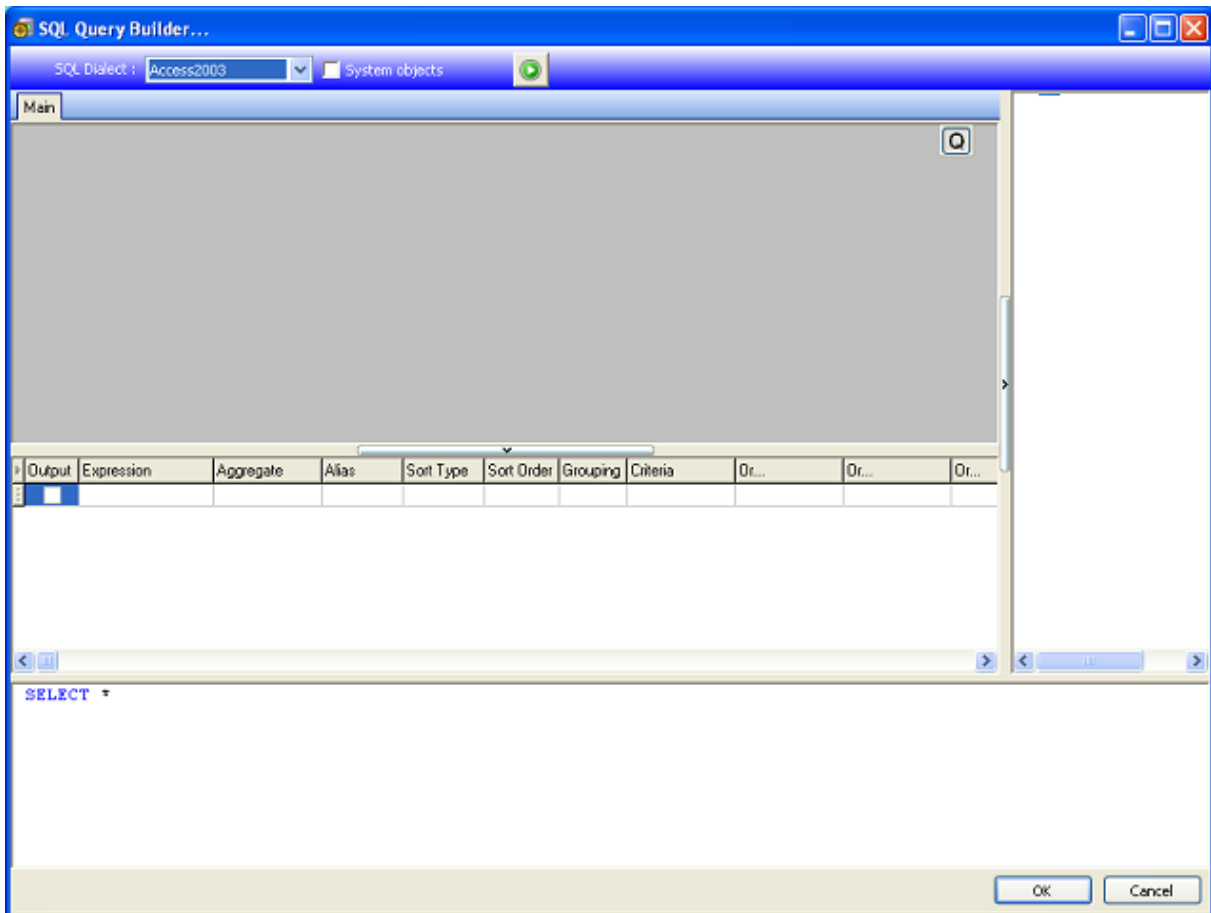 SQL Query Builder...
SQL Dialect : Access2003 System objects
Main
Q
Output Expression Aggregate Alias Sort Type Sort Order Grouping Criteria Or... Or... Or...
SELECT *
OK Cancel